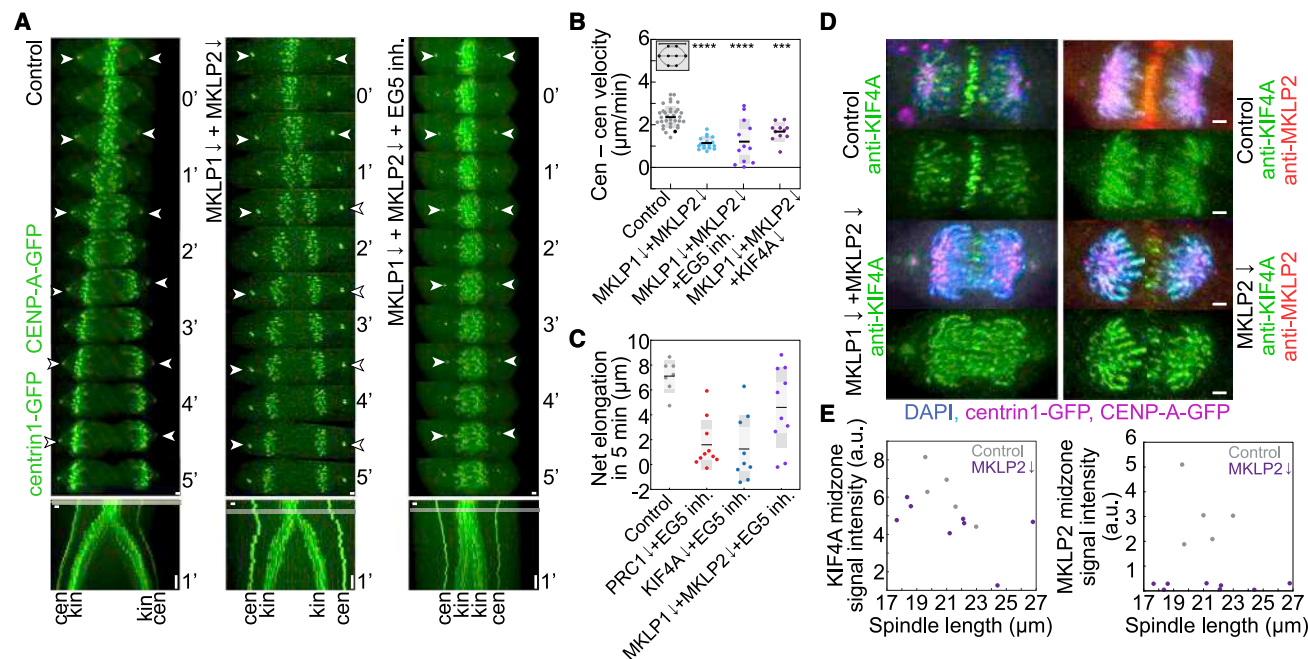 A
Control
MKLP1↓ + MKLP2↓
MKLP1↓ + MKLP2↓ + EG5 inh.
centrin1-GFP CENP-A-GFP
0’
1’
2’
3’
4’
5’
0’
1’
2’
3’
4’
5’
0’
1’
2’
3’
4’
5’
1’
1’
1’
cen kin kin cen
cen kin kin cen
cen kin kin cen
B
Cen – cen velocity
(µm/min)
6
4
2
0
**** **** ***
Control
MKLP1↓+MKLP2↓
MKLP1↓+MKLP2↓
+EG5 inh.
MKLP1↓+MKLP2↓
+KIF4A↓
C
Net elongation
in 5 min (µm)
10
8
6
4
2
0
-2
Control
PRC1↓+EG5 inh.
KIF4A↓+EG5 inh.
MKLP1↓+MKLP2↓+EG5 inh.
D
Control
anti-KIF4A
MKLP1↓+MKLP2↓
anti-KIF4A
Control
anti-KIF4A
anti-MKLP2
MKLP2↓
anti-KIF4A
anti-MKLP2
DAPI, centrin1-GFP, CENP-A-GFP
E
KIF4A midzone
signal intensity (a.u.)
8
6
4
2
Control
MKLP2↓
17 19 21 23 25 27
Spindle length (µm)
MKLP2 midzone
signal intensity
(a.u.)
6
5
4
3
2
1
0
Control
MKLP2↓
17 19 21 23 25 27
Spindle length (µm)